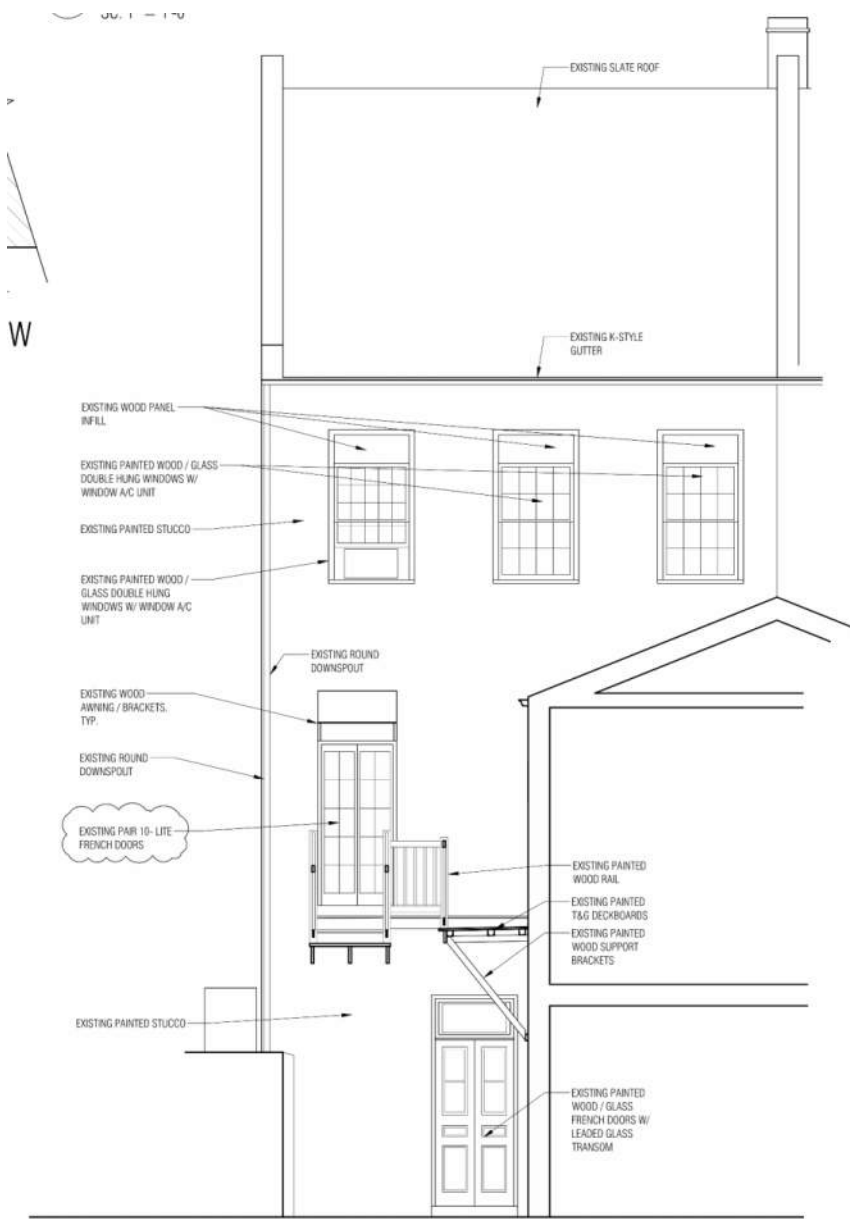 EXISTING SLATE ROOF
EXISTING K-STYLE
GUTTER
W
EXISTING WOOD PANEL
INFILL
EXISTING PAINTED WOOD / GLASS
DOUBLE HUNG WINDOWS W/
WINDOW A/C UNIT
EXISTING PAINTED STUCCO
EXISTING PAINTED WOOD /
GLASS DOUBLE HUNG
WINDOWS W/ WINDOW A/C
UNIT
EXISTING ROUND
DOWNSPOUT
EXISTING WOOD
AWNING / BRACKETS.
TYP.
EXISTING ROUND
DOWNSPOUT
EXISTING PAIR 10- LITE
FRENCH DOORS
EXISTING PAINTED
WOOD RAIL
EXISTING PAINTED
T&G DECKBOARDS
EXISTING PAINTED
WOOD SUPPORT
BRACKETS
EXISTING PAINTED STUCCO
EXISTING PAINTED
WOOD / GLASS
FRENCH DOORS W/
LEADED GLASS
TRANSOM